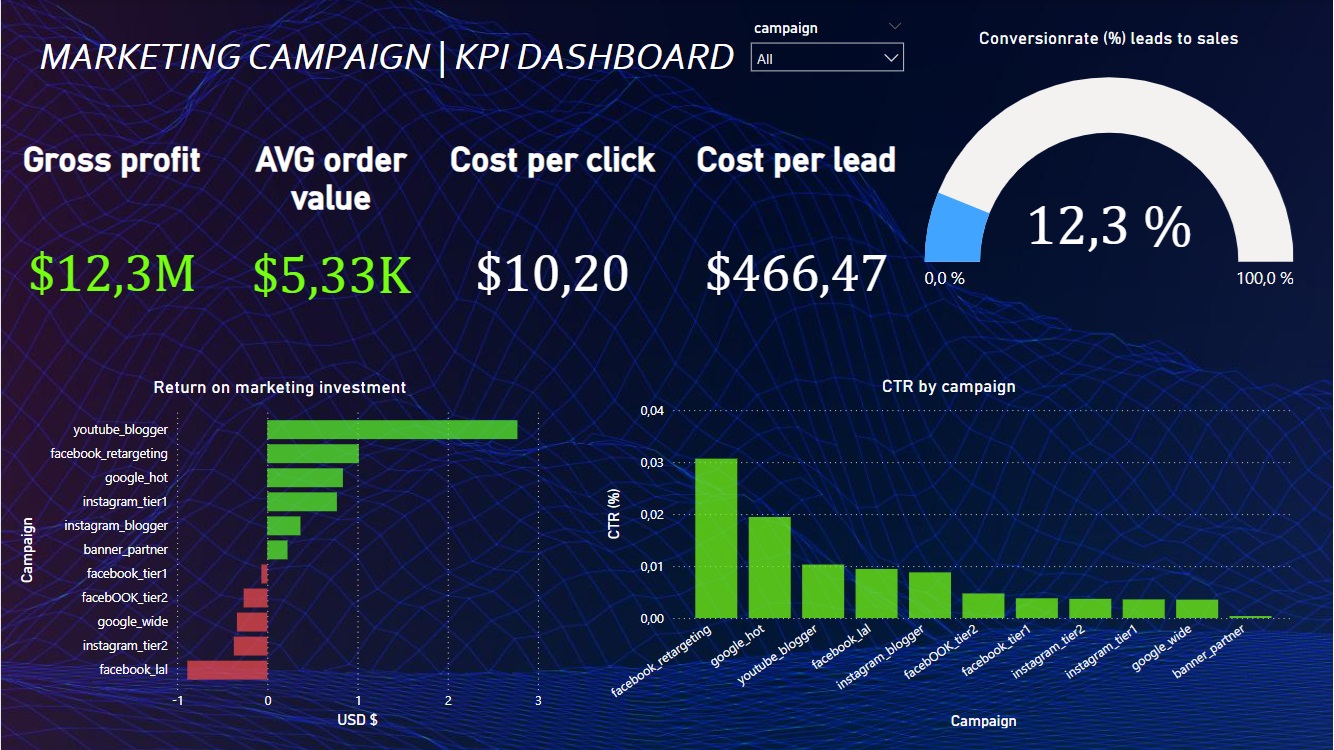 MARKETING CAMPAIGN | KPI DASHBOARD
campaign
All
Conversionrate (%) leads to sales
12,3 %
0,0 %
100,0 %
Gross profit
$12,3M
AVG order
value
$5,33K
Cost per click
$10,20
Cost per lead
$466,47
Return on marketing investment
Campaign
youtube_blogger
facebook_retargeting
google_hot
instagram_tier1
instagram_blogger
banner_partner
facebook_tier1
facebOOK_tier2
google_wide
instagram_tier2
facebook_lal
-1 0 1 2 3
USD $
CTR by campaign
CTR (%)
0,04
0,03
0,02
0,01
0,00
facebook_retargeting
google_hot
youtube_blogger
facebook_lal
instagram_blogger
facebOOK_tier2
facebook_tier1
instagram_tier2
instagram_tier1
google_wide
banner_partner
Campaign